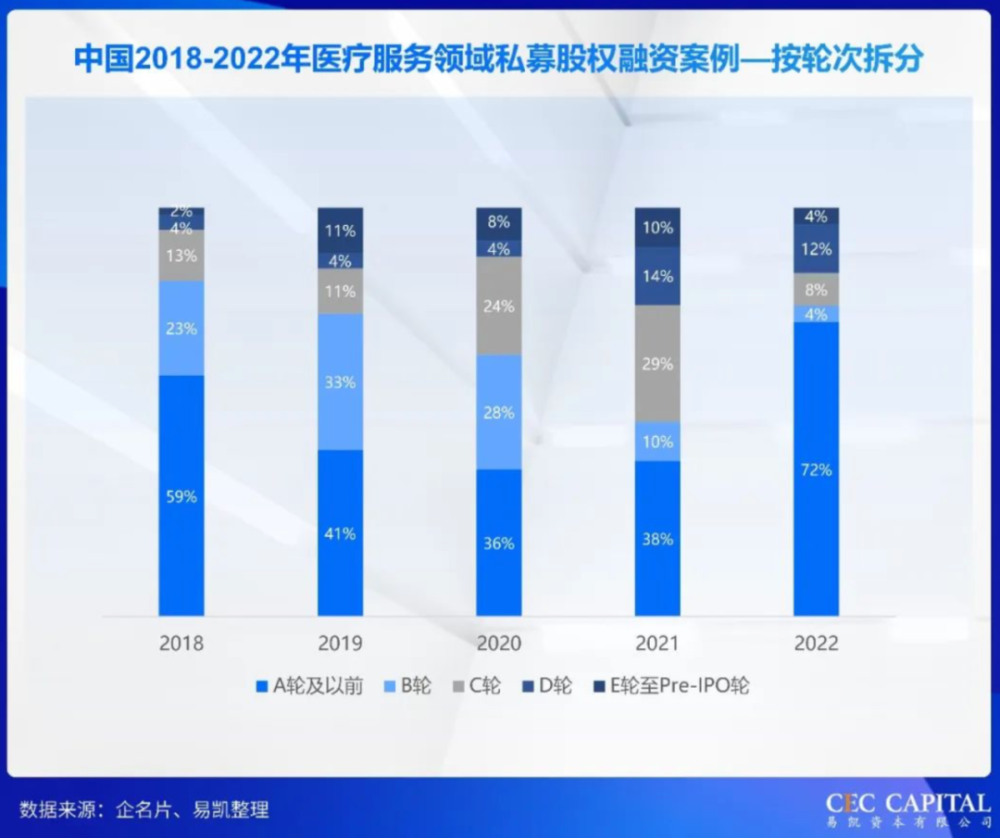 中国2018-2022年医疗服务领域私募股权融资案例—按轮次拆分
2% 11% 8% 10% 4%
4% 4% 4% 14% 12%
13% 11% 24% 29% 8%
23% 33% 28% 10% 4%
59% 41% 36% 38% 72%
2018 2019 2020 2021 2022
A轮及以前 B轮 C轮 D轮 E轮至Pre-IPO轮
数据来源：企名片、易凯整理
CEC CAPITAL
易凯资本有限公司